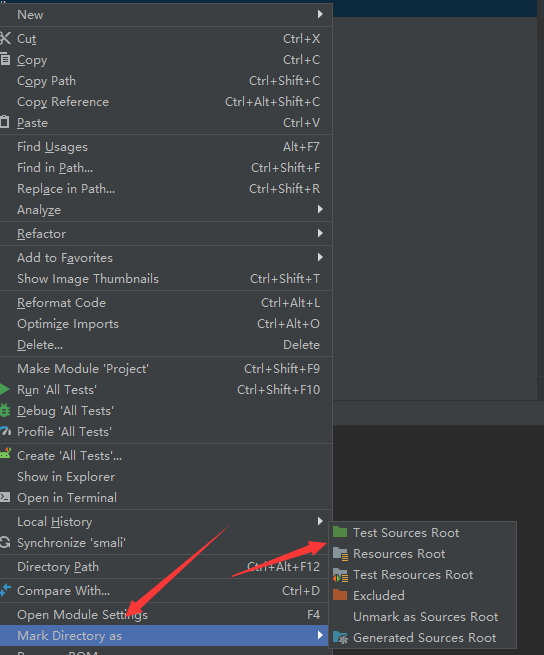 New
Cut Ctrl+X
Copy Ctrl+C
Copy Path Ctrl+Shift+C
Copy Reference Ctrl+Alt+Shift+C
Paste Ctrl+V
Find Usages Alt+F7
Find in Path... Ctrl+Shift+F
Replace in Path... Ctrl+Shift+R
Analyze
Refactor
Add to Favorites
Show Image Thumbnails Ctrl+Shift+T
Reformat Code Ctrl+Alt+L
Optimize Imports Ctrl+Alt+O
Delete... Delete
Make Module 'Project' Ctrl+Shift+F9
Run 'All Tests' Ctrl+Shift+F10
Debug 'All Tests'
Profile 'All Tests'
Create 'All Tests'...
Show in Explorer
Open in Terminal
Local History
Synchronize 'smali'
Directory Path Ctrl+Alt+F12
Compare With... Ctrl+D
Open Module Settings F4
Mark Directory as
Test Sources Root
Resources Root
Test Resources Root
Excluded
Unmark as Sources Root
Generated Sources Root